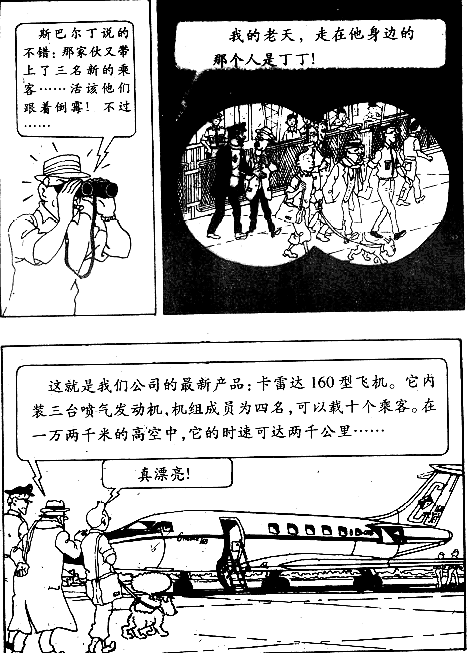 斯巴尔丁说的
不错：那家伙又带
上了三名新的乘
客……活该他们
跟着倒霉！不过
……
我的老天，走在他身边的
那个人是丁丁！
这就是我们公司的最新产品：卡雷达 160 型飞机。它内
装三台喷气发动机，机组成员为四名，可以载十个乘客。在
一万两千米的高空中，它的时速可达两千公里……
真漂亮！